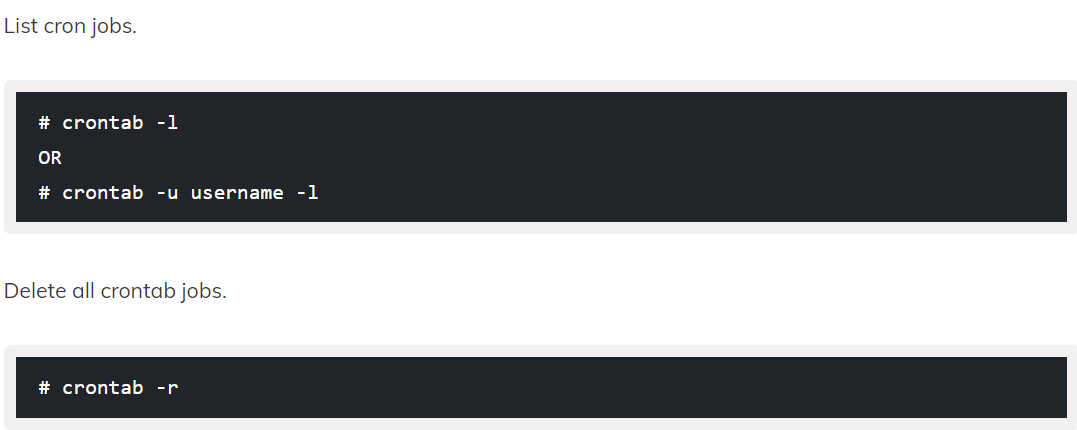 List cron jobs.
# crontab -l
OR
# crontab -u username -l
Delete all crontab jobs.
# crontab -r